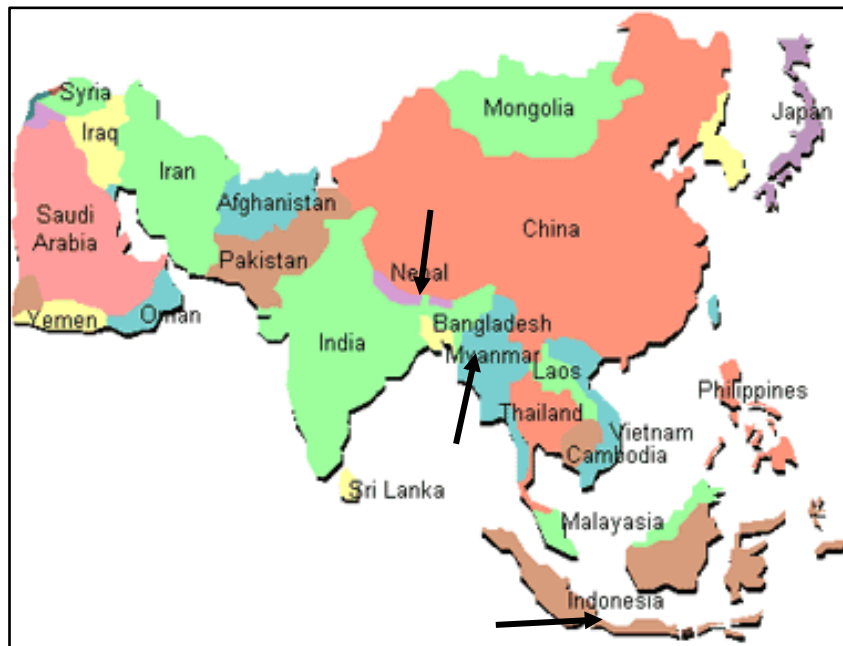 Syria
Mongolia
Japan
Iraq
Iran
Afghanistan
Saudi
Arabia
China
Pakistan
Nepal
Yemen
Oman
India
Bangladesh
Myanmar
Laos
Philippines
Thailand
Vietnam
Cambodia
Sri Lanka
Malayasia
Indonesia